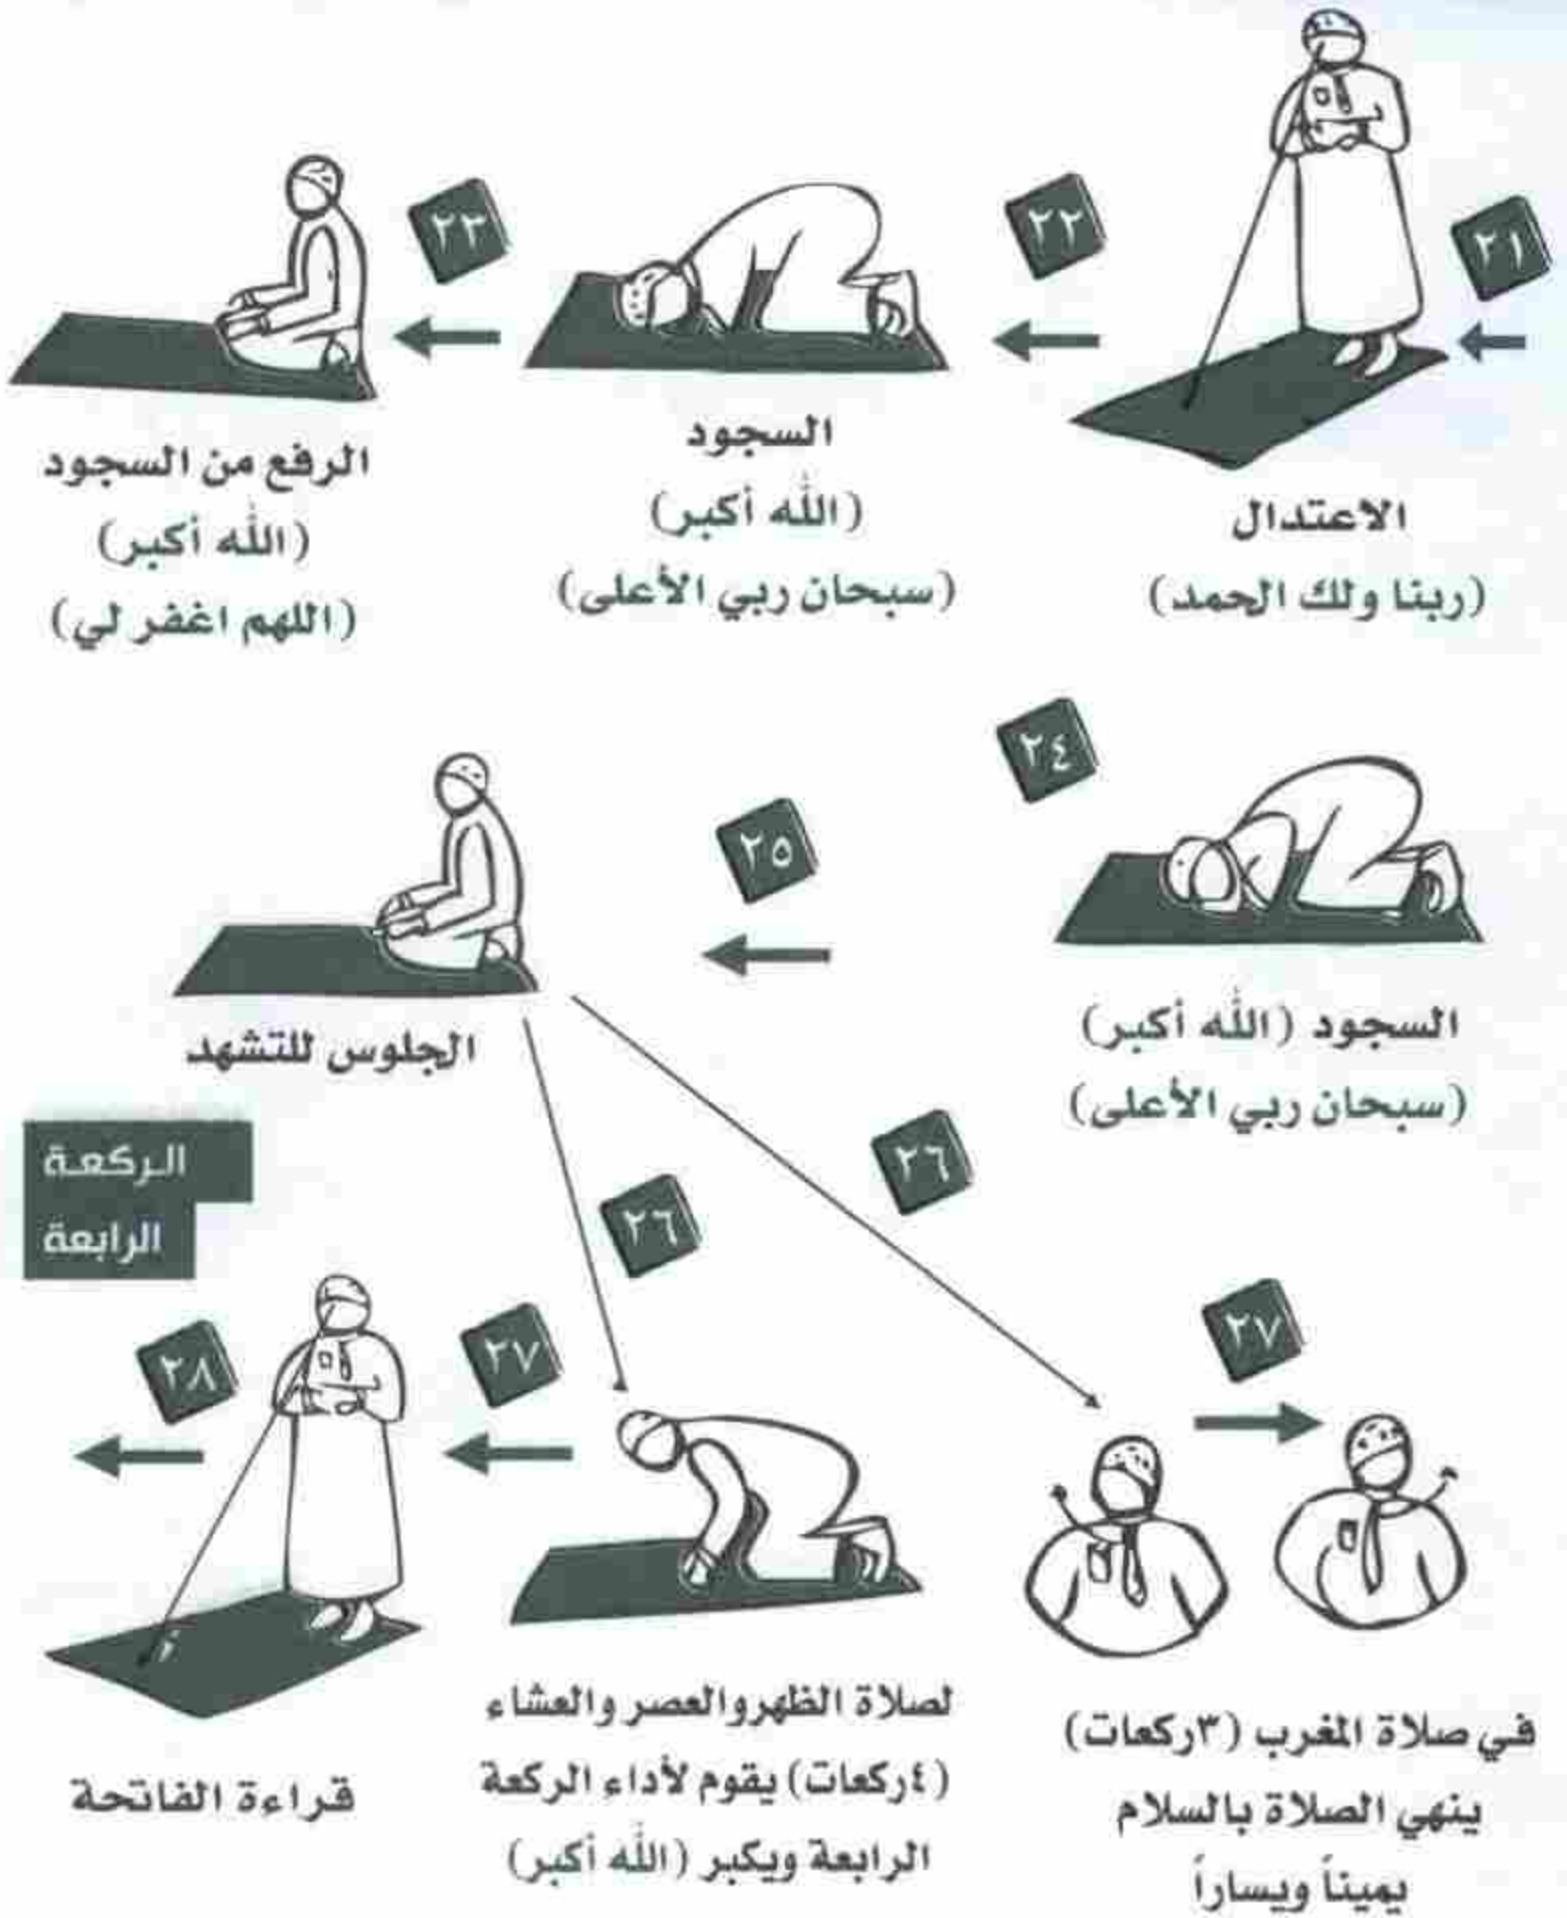 ٢١
الاعتدال
(ربنا ولك الحمد)
٢٢
السجود
(الله أكبر)
(سبحان ربي الأعلى)
٢٣
الرفع من السجود
(الله أكبر)
(اللهم اغفر لي)
٢٤
السجود (الله أكبر)
(سبحان ربي الأعلى)
٢٥
الجلوس للتشهد
٢٦
٢٧
في صلاة المغرب (٣ركعات)
ينهي الصلاة بالسلام
يميناً ويساراً
٢٦
لصلاة الظهر والعصر والعشاء
(٤ركعات) يقوم لأداء الركعة
الرابعة ويكبر (الله أكبر)
الركعة
الرابعة
٢٧
قراءة الفاتحة
٢٨